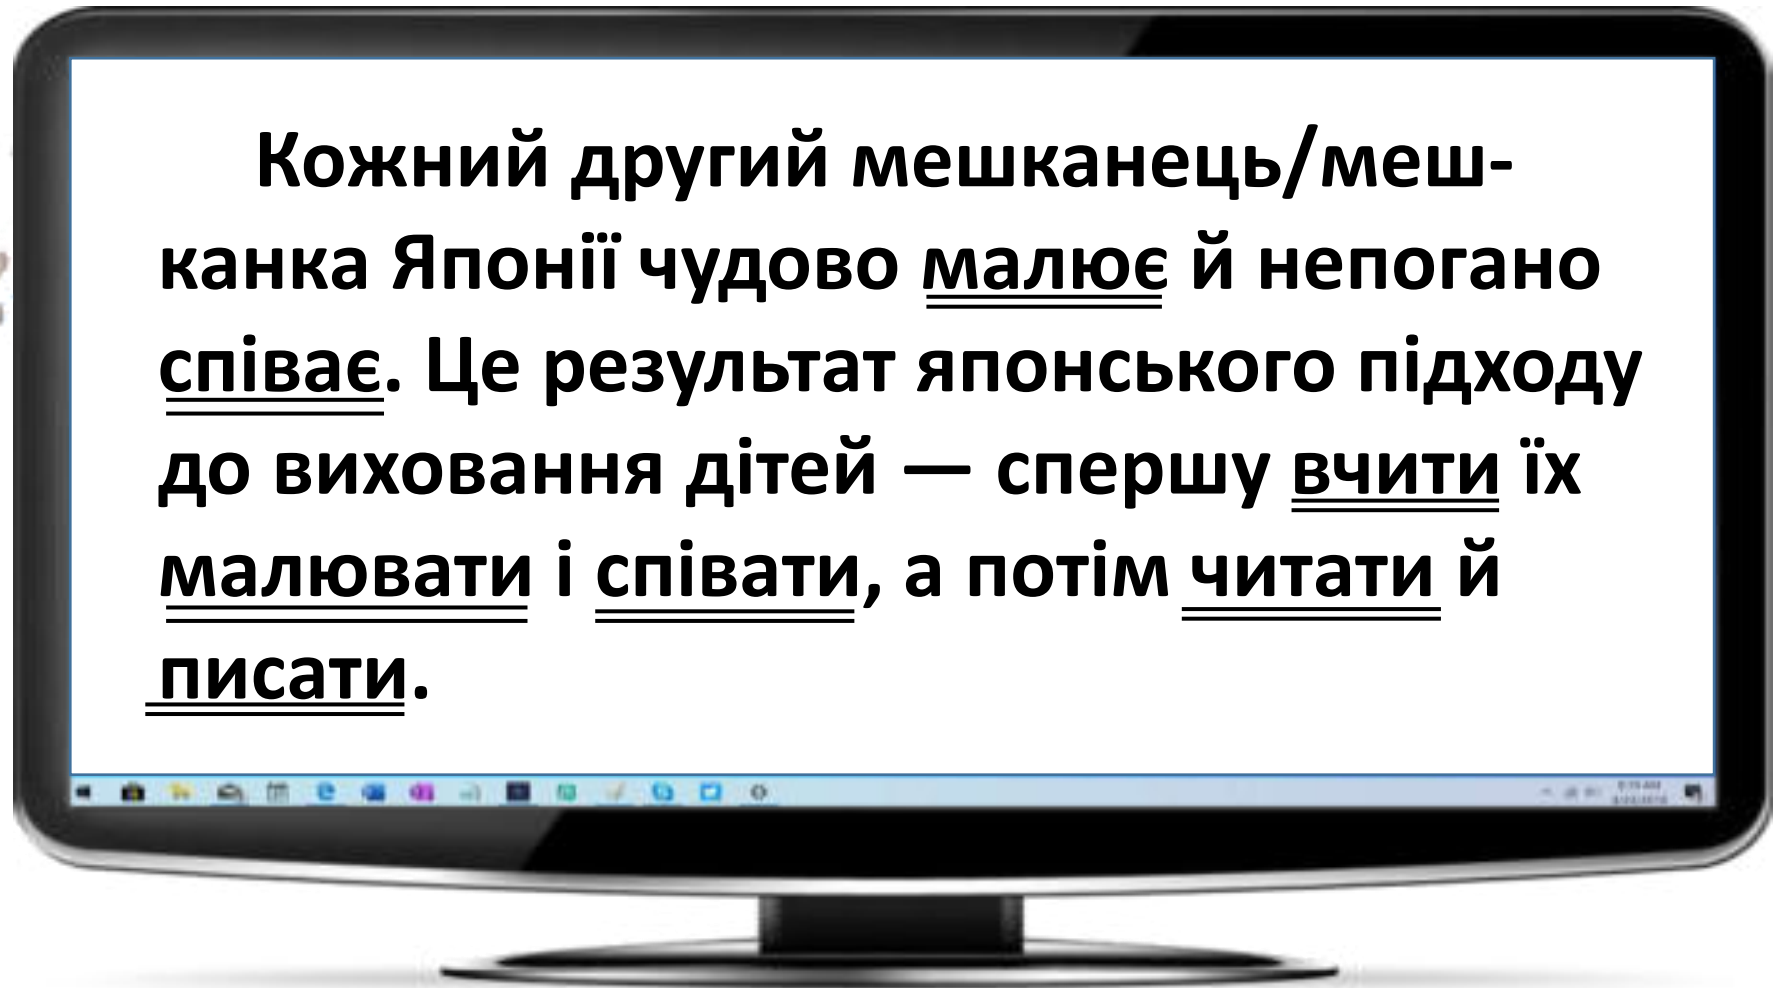 Кожний другий мешканець/меш-
канка Японії чудово малює й непогано
співає. Це результат японського підходу
до виховання дітей — спершу вчити їх
малювати і співати, а потім читати й
писати.